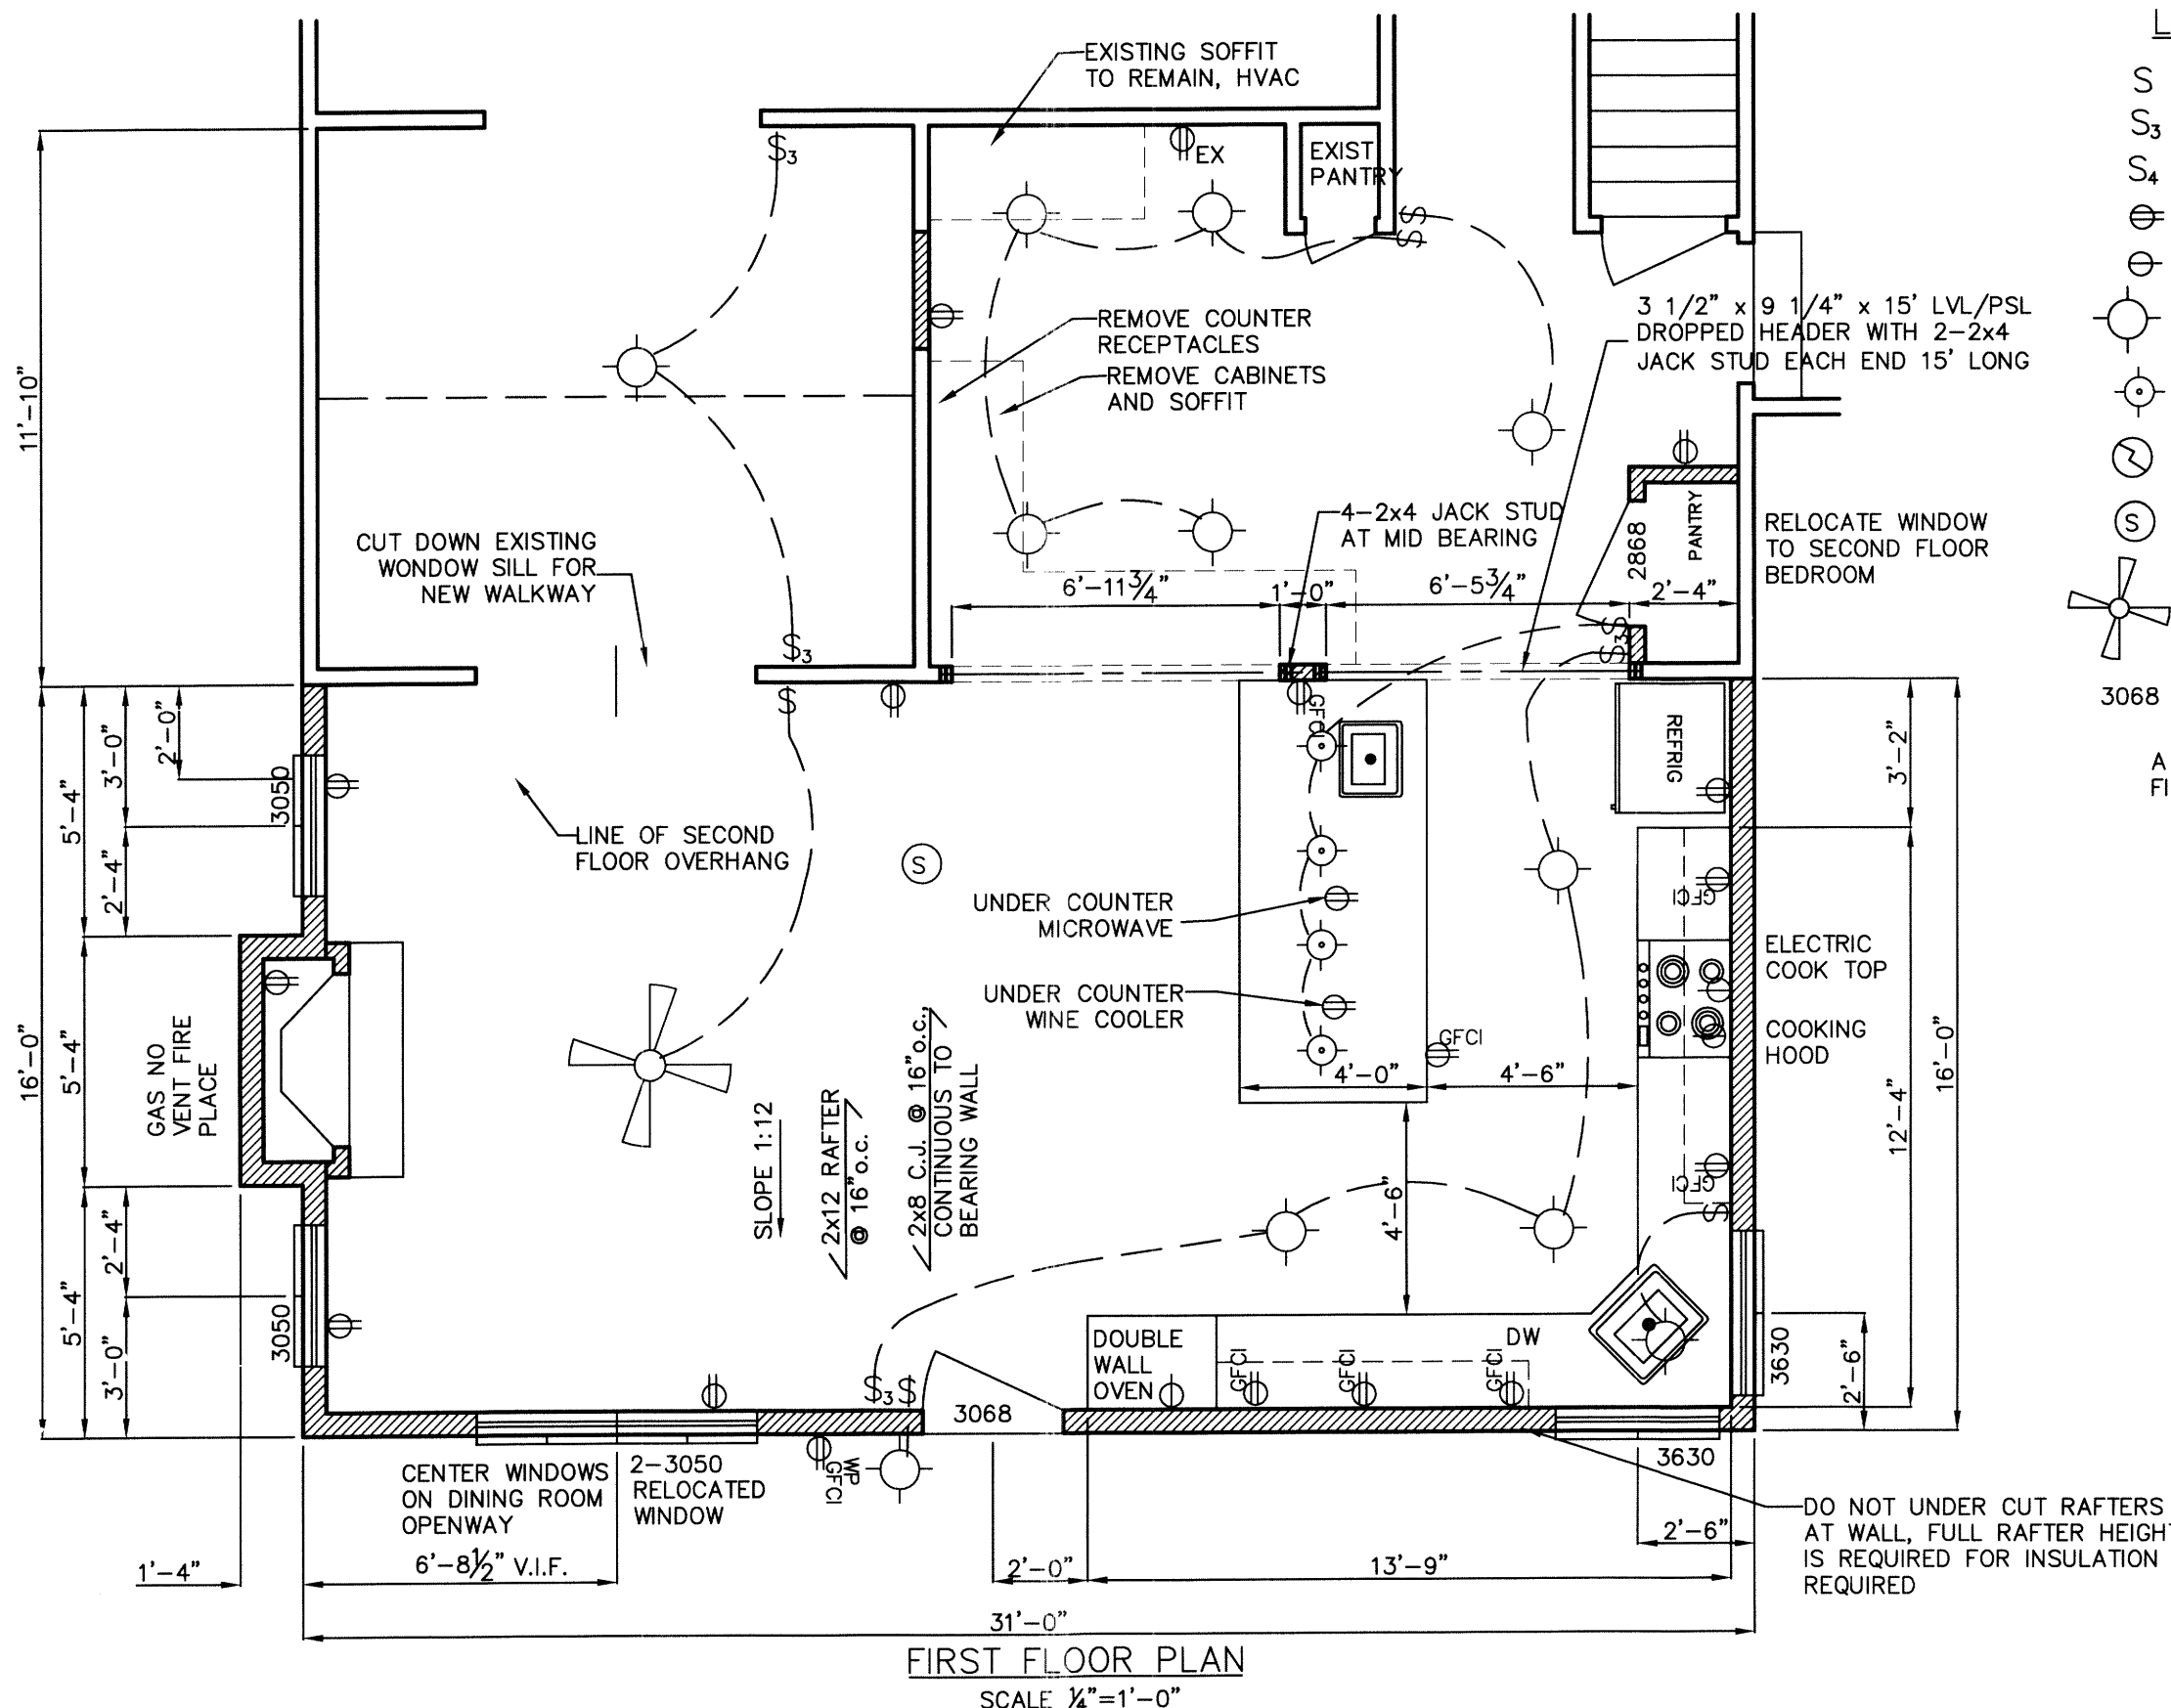 EXISTING SOFFIT
TO REMAIN, HVAC
L
S
S3
S4
S3
EX
EXIST
PANTRY
S
S
3 1/2" x 9 1/4" x 15' LVL/PSL
DROPPED HEADER WITH 2-2x4
JACK STUD EACH END 15' LONG
REMOVE COUNTER
RECEPTACLES
REMOVE CABINETS
AND SOFFIT
11'-10"
S
CUT DOWN EXISTING
WONDOW SILL FOR
NEW WALKWAY
4-2x4 JACK STUD
AT MID BEARING
2868
PANTRY
RELOCATE WINDOW
TO SECOND FLOOR
BEDROOM
6'-11 3/4"
1'-0"
6'-5 3/4"
2'-4"
S
S3
S3
S
3068
GFCI
REFRIG
3'-2"
A
FI
2'-0"
3'-0"
5'-4"
3050
2'-4"
LINE OF SECOND
FLOOR OVERHANG
S
GFCI
UNDER COUNTER
MICROWAVE
ELECTRIC
COOK TOP
UNDER COUNTER
WINE COOLER
COOKING
HOOD
GFCI
16'-0"
5'-4"
GAS NO
VENT FIRE
PLACE
4'-0"
4'-6"
16'-0"
12'-4"
SLOPE 1:12
2x12 RAFTER
@ 16" o.c.
2x8 C.J. @ 16" o.c.,
CONTINUOUS TO
BEARING WALL
4'-6"
GFCI
S
2'-4"
5'-4"
3'-0"
3050
DOUBLE
WALL
OVEN
GFCI
GFCI
GFCI
DW
3630
2'-6"
S3
S
3068
CENTER WINDOWS
ON DINING ROOM
OPENWAY
2-3050
RELOCATED
WINDOW
WP
GFCI
3630
DO NOT UNDER CUT RAFTERS
AT WALL, FULL RAFTER HEIGHT
IS REQUIRED FOR INSULATION
REQUIRED
1'-4"
6'-8 1/2" V.I.F.
2'-0"
13'-9"
2'-6"
31'-0"
FIRST FLOOR PLAN
SCALE 1/4"=1'-0"